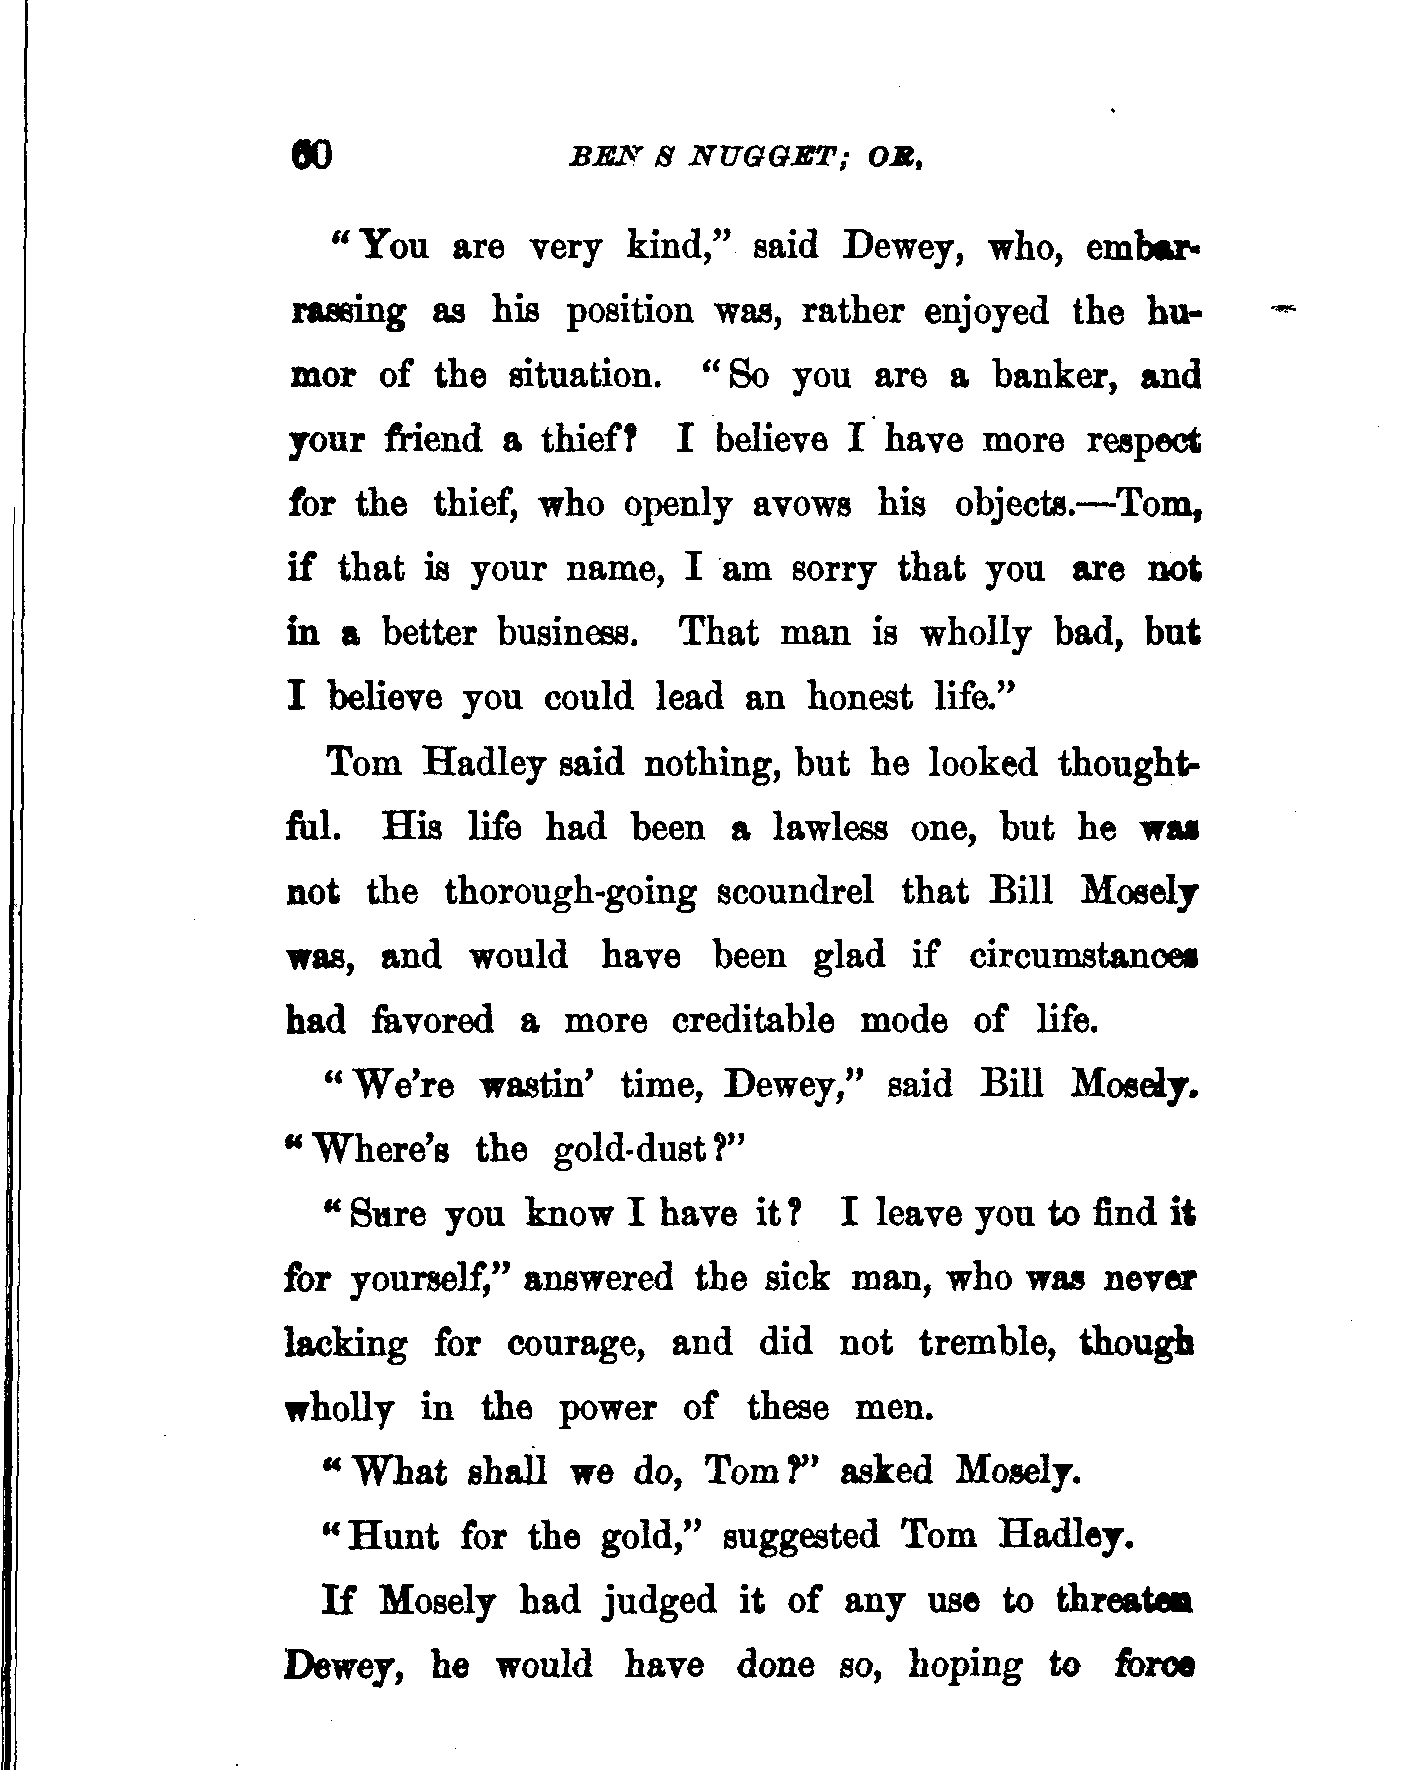 60 BEN S NUGGET; OR,
“You are very kind,” said Dewey, who, embar-
rassing as his position was, rather enjoyed the hu-
mor of the situation. “So you are a banker, and
your friend a thief? I believe I have more respect
for the thief, who openly avows his objects.—Tom,
if that is your name, I am sorry that you are not
in a better business. That man is wholly bad, but
I believe you could lead an honest life.”
Tom Hadley said nothing, but he looked thought-
ful. His life had been a lawless one, but he was
not the thorough-going scoundrel that Bill Mosely
was, and would have been glad if circumstances
had favored a more creditable mode of life.
“We’re wastin’ time, Dewey,” said Bill Mosely.
“Where’s the gold-dust?”
“Sure you know I have it? I leave you to find it
for yourself,” answered the sick man, who was never
lacking for courage, and did not tremble, though
wholly in the power of these men.
“What shall we do, Tom?” asked Mosely.
“Hunt for the gold,” suggested Tom Hadley.
If Mosely had judged it of any use to threaten
Dewey, he would have done so, hoping to force